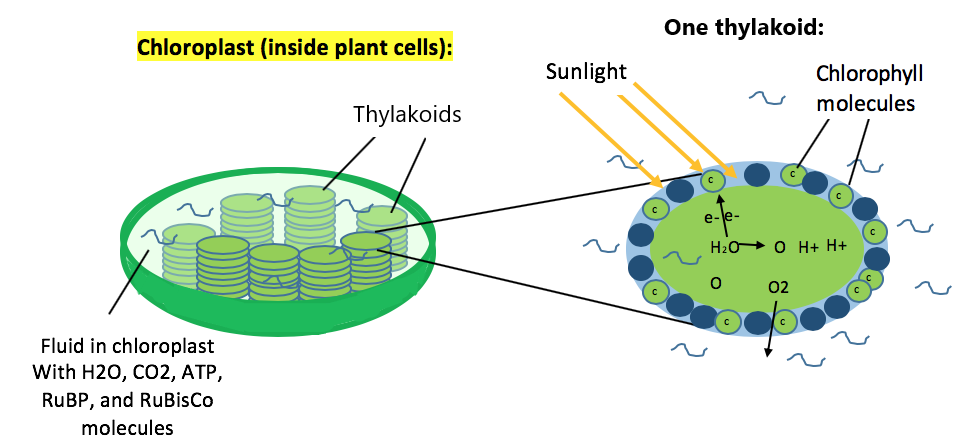 Chloroplast (inside plant cells):
Thylakoids
Fluid in chloroplast
With H2O, CO2, ATP,
RuBP, and RuBisCo
molecules
One thylakoid:
Sunlight
Chlorophyll
molecules
c
c
c
c
c
e- e-
H₂O O H+ H+
c
c
O O2
c
c
c